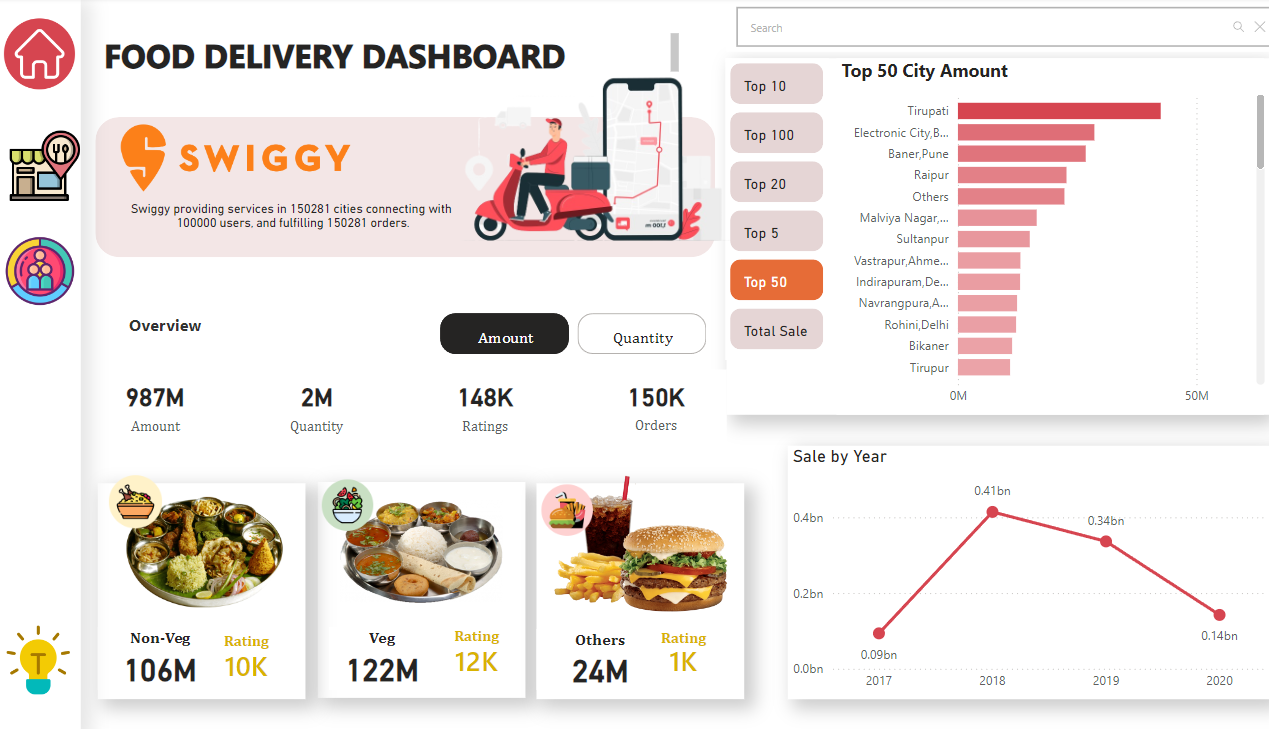 FOOD DELIVERY DASHBOARD
SWIGGY
Swiggy providing services in 150281 cities connecting with
100000 users, and fulfilling 150281 orders.
Overview
Amount
Quantity
987M
Amount
2M
Quantity
148K
Ratings
150K
Orders
Non-Veg
106M
Rating
10K
Veg
122M
Rating
12K
Others
24M
Rating
1K
T
Search
Top 10
Top 100
Top 20
Top 5
Top 50
Total Sale
Top 50 City Amount
Tirupati
Electronic City,B...
Baner,Pune
Raipur
Others
Malviya Nagar,...
Sultanpur
Vastrapur,Ahme...
Indirapuram,De...
Navrangpura,A...
Rohini,Delhi
Bikaner
Tirupur
0M
50M
Sale by Year
0.4bn
0.2bn
0.0bn
0.09bn
0.41bn
0.34bn
0.14bn
2017
2018
2019
2020